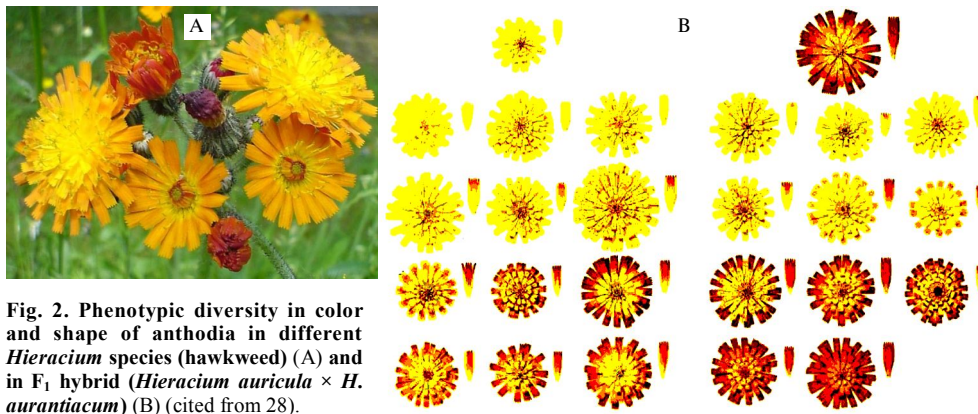 A
B
Fig. 2. Phenotypic diversity in color
and shape of anthodia in different
Hieracium species (hawkweed) (A) and
in F₁ hybrid (Hieracium auricula × H.
aurantiacum) (B) (cited from 28).